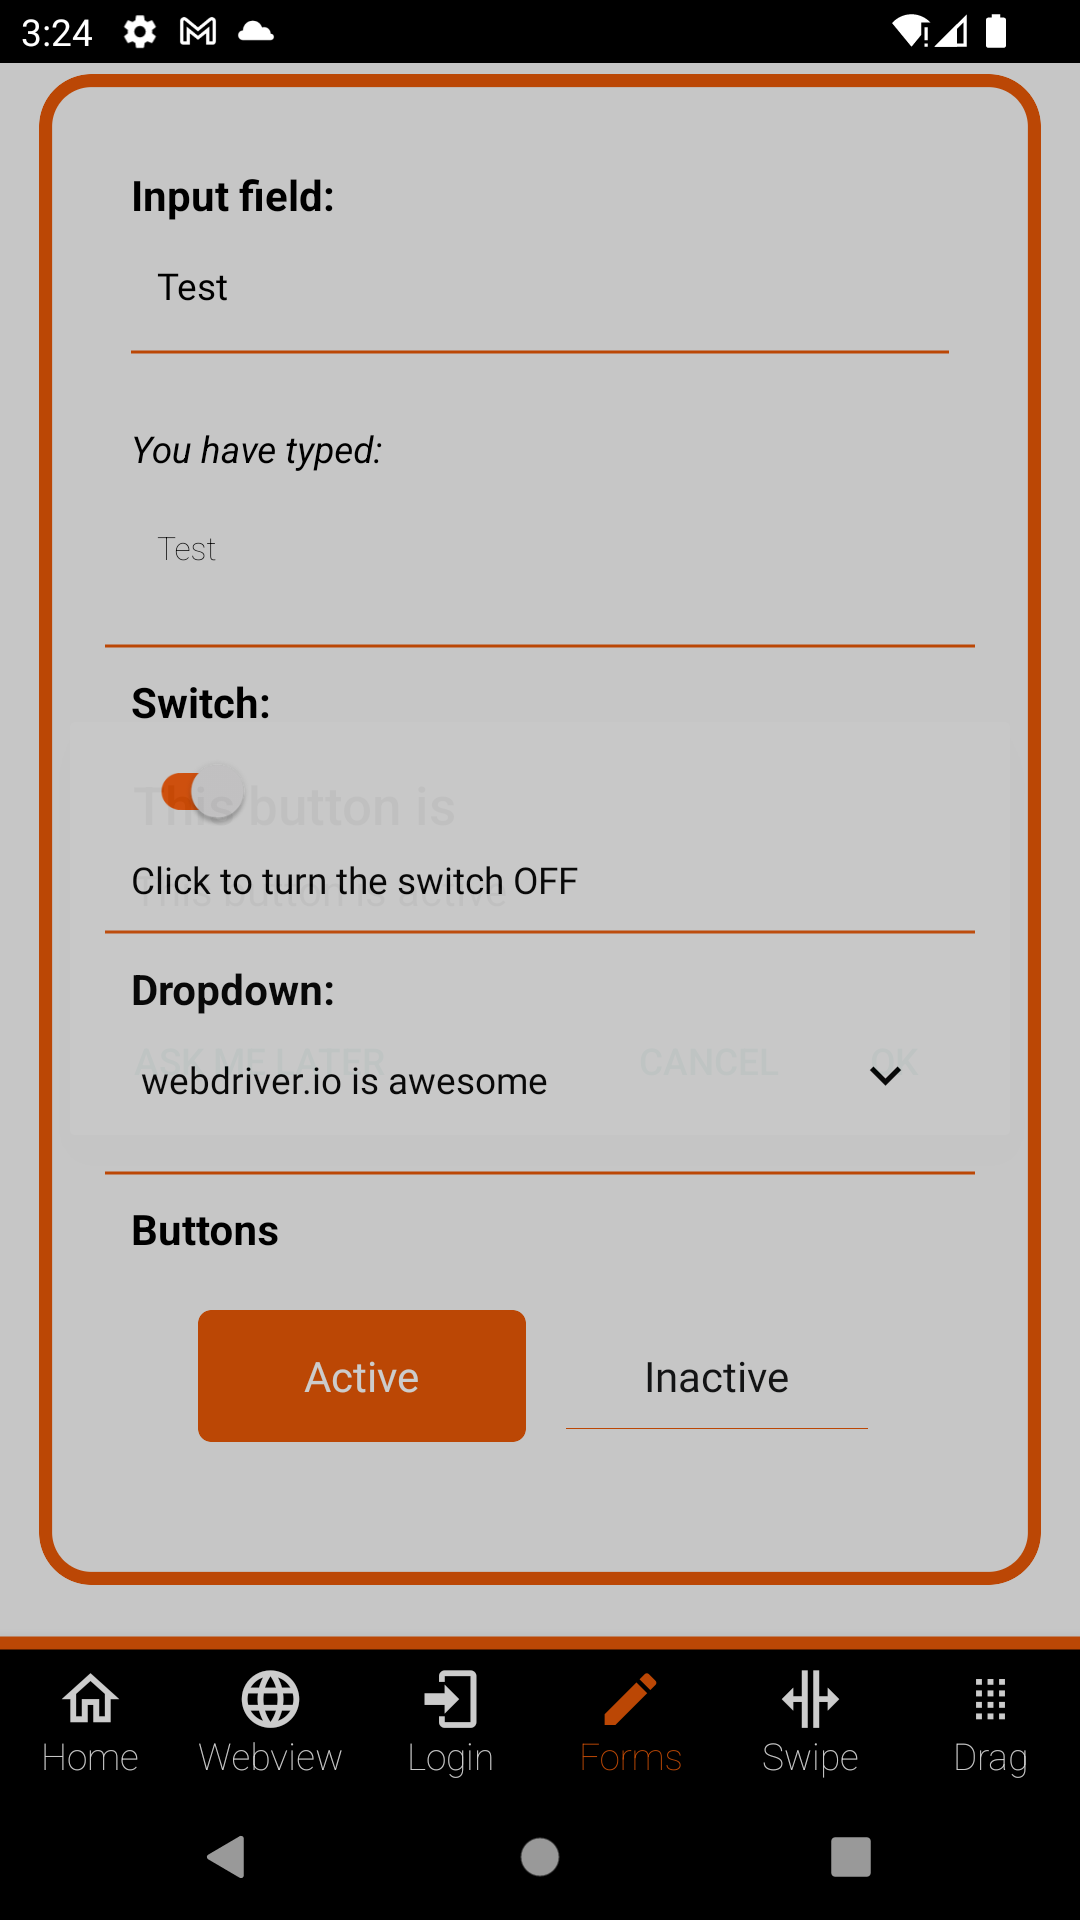 3:24
Input field:
Test
You have typed:
Test
Switch:
This button is
Click to turn the switch OFF
This button is active
Dropdown:
ASK ME LATER CANCEL OK
webdriver.io is awesome
Buttons
Active Inactive
Home Webview Login Forms Swipe Drag